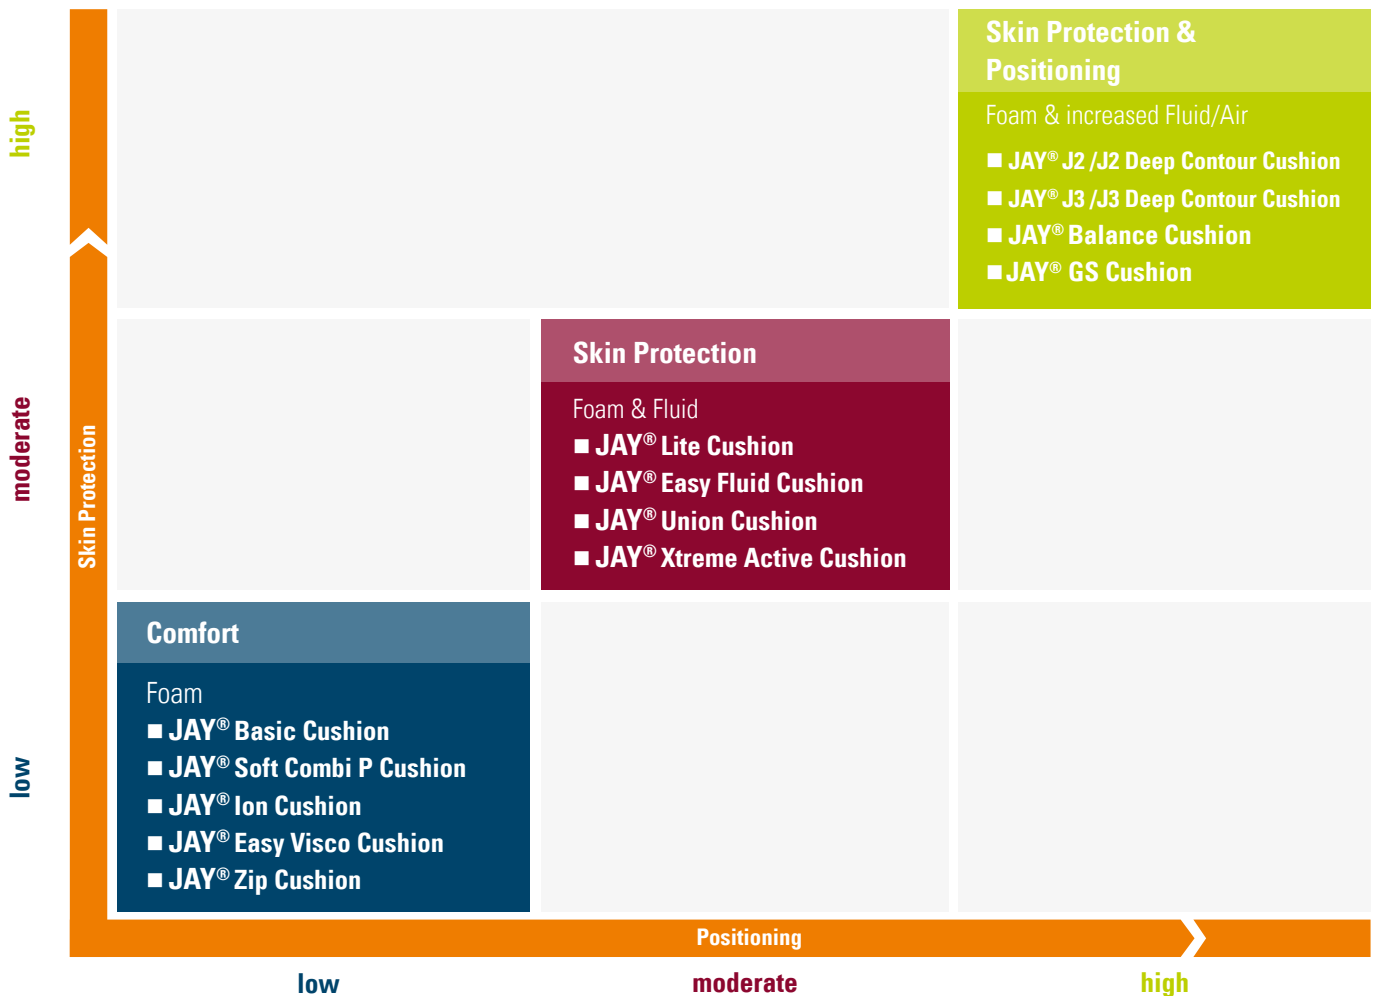 high
moderate
low
Skin Protection
Skin Protection &
Positioning
Foam & increased Fluid/Air
■ JAY® J2 /J2 Deep Contour Cushion
■ JAY® J3 /J3 Deep Contour Cushion
■ JAY® Balance Cushion
■ JAY® GS Cushion
Skin Protection
Foam & Fluid
■ JAY® Lite Cushion
■ JAY® Easy Fluid Cushion
■ JAY® Union Cushion
■ JAY® Xtreme Active Cushion
Comfort
Foam
■ JAY® Basic Cushion
■ JAY® Soft Combi P Cushion
■ JAY® Ion Cushion
■ JAY® Easy Visco Cushion
■ JAY® Zip Cushion
Positioning
low
moderate
high